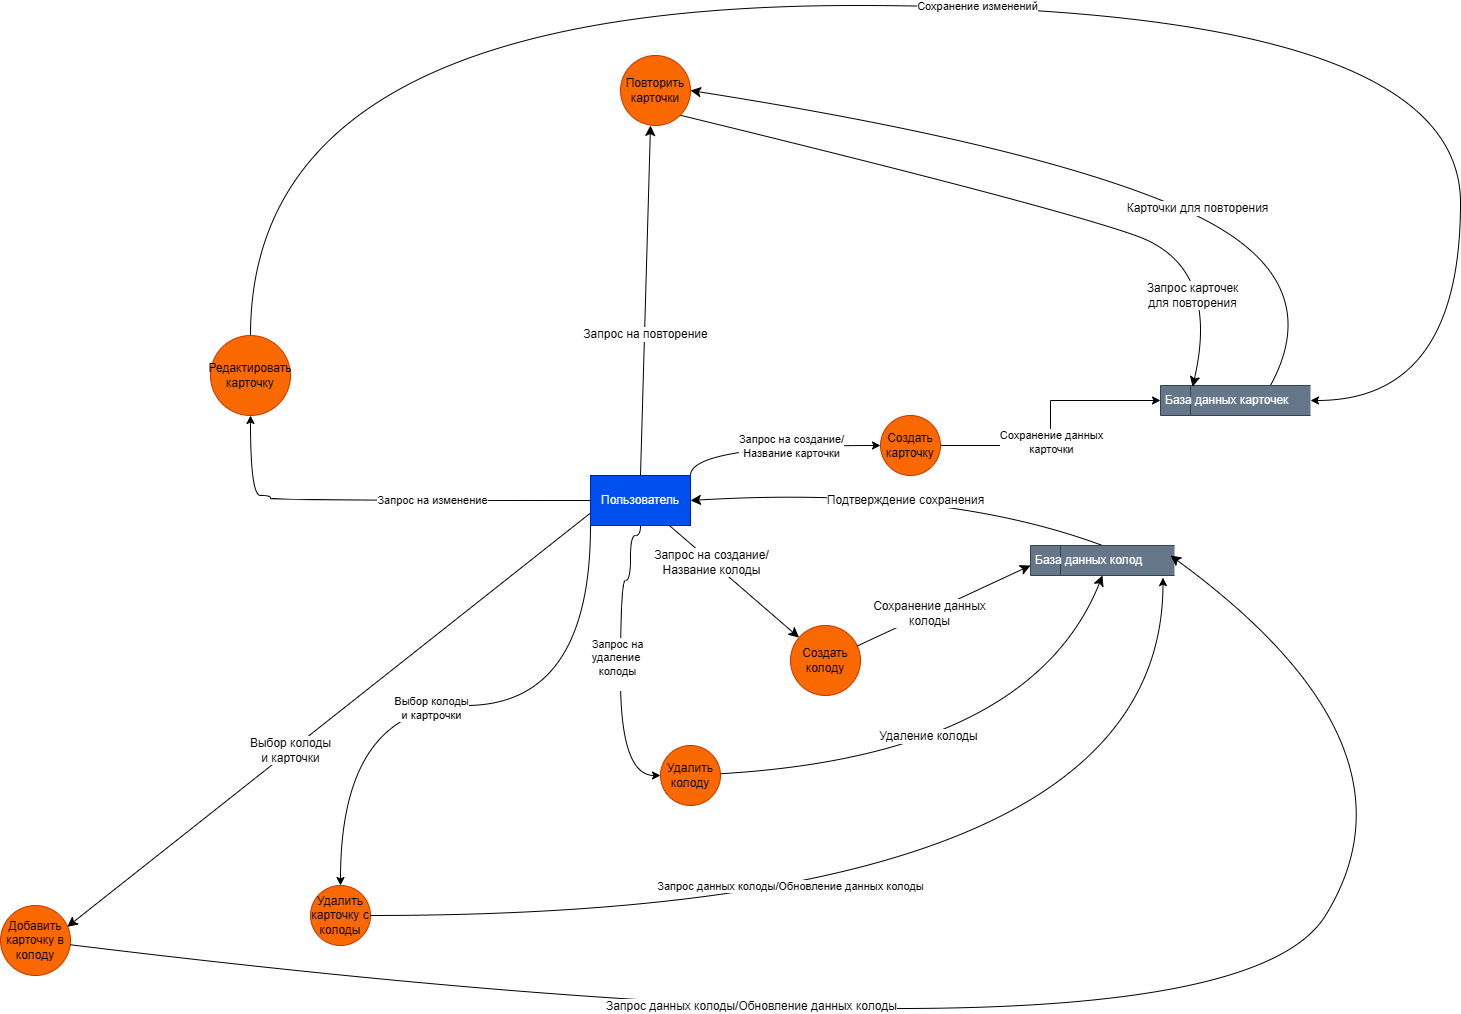 Сохранение изменений
Повторить
карточки
Карточки для повторения
Запрос карточек
для повторения
Запрос на повторение
Редактировать
карточку
База данных карточек
Запрос на создание/
Название карточки
Создать
карточку
Сохранение данных
карточки
Запрос на изменение
Пользователь
Подтверждение сохранения
Запрос на создание/
Название колоды
База данных колод
Сохранение данных
колоды
Запрос на
удаление
колоды
Создать
колоду
Выбор колоды
и картрочки
Выбор колоды
и карточки
Удаление колоды
Удалить
колоду
Запрос данных колоды/Обновление данных колоды
Удалить
карточку с
колоды
Добавить
карточку в
колоду
Запрос данных колоды/Обновление данных колоды